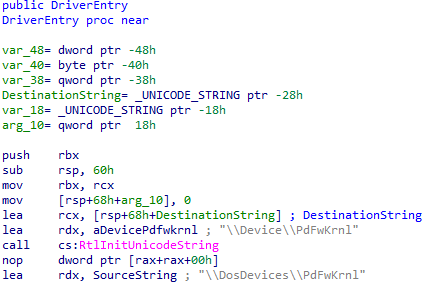 public DriverEntry
DriverEntry proc near
var_48= dword ptr -48h
var_40= byte ptr -40h
var_38= qword ptr -38h
DestinationString= _UNICODE_STRING ptr -28h
var_18= _UNICODE_STRING ptr -18h
arg_10= qword ptr  18h
push    rbx
sub     rsp, 60h
mov     rbx, rcx
mov     [rsp+68h+arg_10], 0
lea     rcx, [rsp+68h+DestinationString] ; DestinationString
lea     rdx, aDevicePdfwkrnl ; "\\Device\\PdFwKrnl"
call    cs:RtlInitUnicodeString
nop     dword ptr [rax+rax+00h]
lea     rdx, SourceString ; "\\DosDevices\\PdFwKrnl"